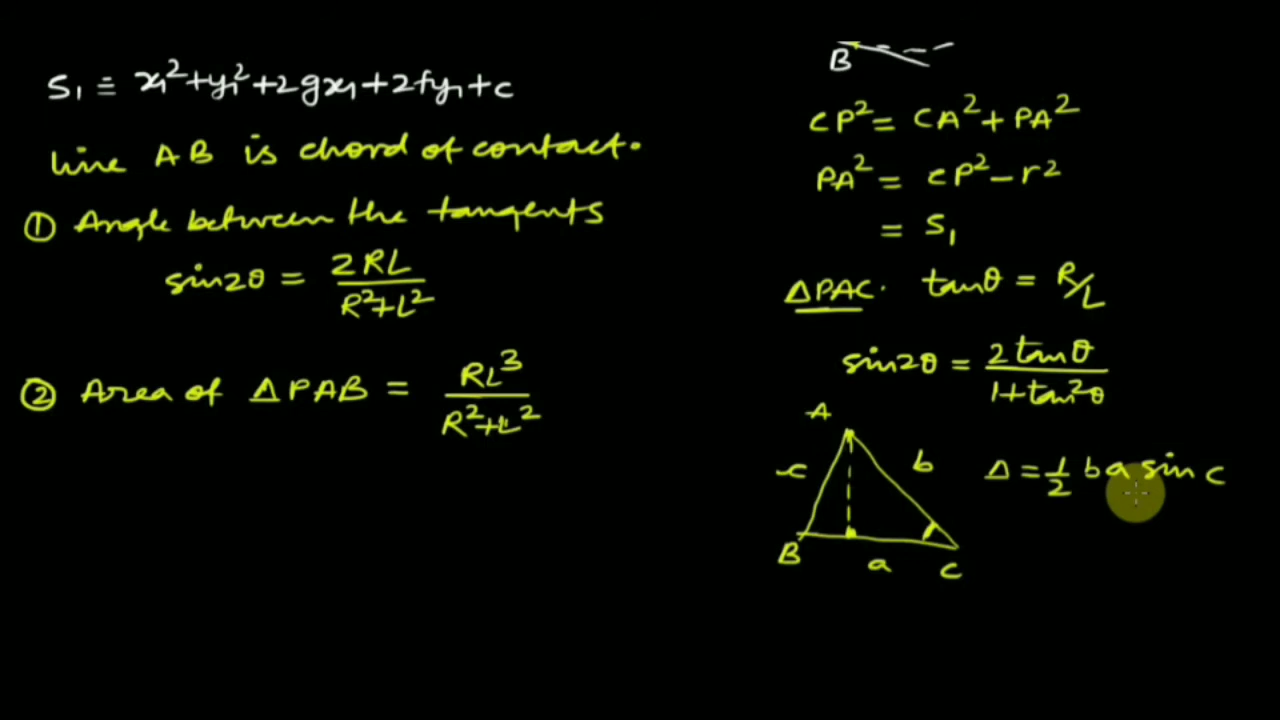 S₁ ≡ x₁²+y₁²+2gx₁+2fy₁+c
line AB is chord of contact.
① Angle between the tangents
sin2θ = 2RL / R²+L²
② Area of ΔPAB = RL³ / R²+L²
B
CP² = CA²+PA²
PA² = CP²-r²
= S₁
ΔPAC. tanθ = R/L
sin2θ = 2tanθ / 1+tan²θ
A
c b Δ = 1/2 ba sin c
B a C